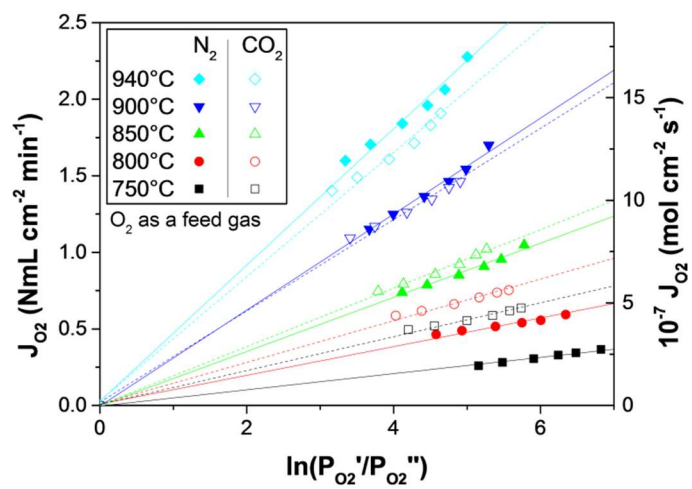 N₂ CO₂
940°C
900°C
850°C
800°C
750°C
O₂ as a feed gas
2.5
2.0
1.5
1.0
0.5
0.0
J_O2 (NmL cm⁻² min⁻¹)
0 2 4 6
ln(P_O2'/P_O2'')
15
10
5
0
10⁻⁷ J_O2 (mol cm⁻² s⁻¹)